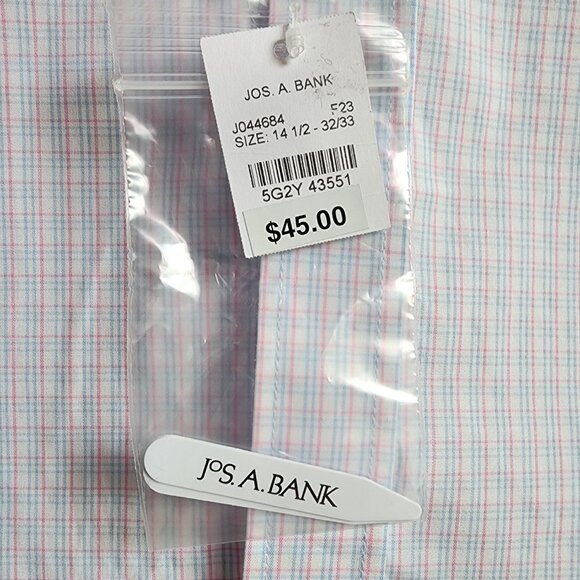 JOS. A. BANK
J044684 F23
SIZE: 14 1/2 - 32/33
5G2Y 43551
$45.00
JOS. A. BANK